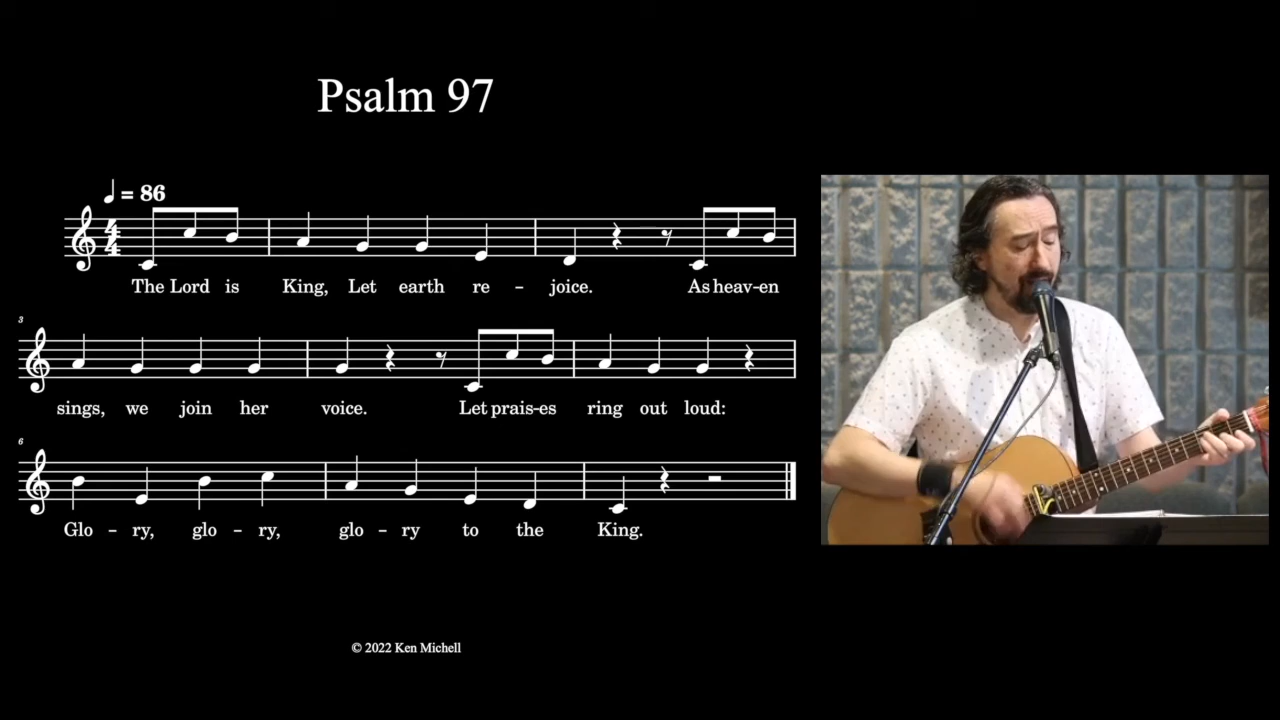 Psalm 97
♩ = 86
4/4
The Lord is King, Let earth re - joice. As heav-en
3
sings, we join her voice. Let prais-es ring out loud:
6
Glo - ry, glo - ry, glo - ry to the King.
© 2022 Ken Michell